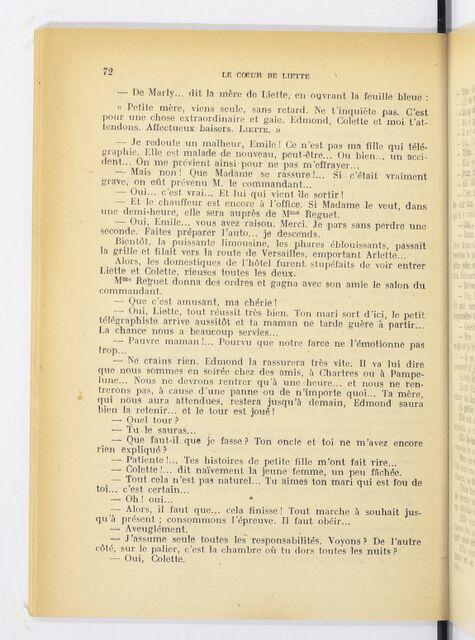 72
LE CŒUR DE LIETTE
— De Marly... dit la mère de Liette, en ouvrant la feuille bleue :
« Petite mère, viens seule, sans retard. Ne t'inquiète pas. C'est
pour une chose extraordinaire et gaie. Edmond, Colette et moi t'at-
tendons. Affectueux baisers. LIETTE. »
— Je redoute un malheur, Emile! Ce n'est pas ma fille qui télé-
graphie. Elle est malade de nouveau, peut-être... Ou bien... un acci-
dent... On me prévient ainsi pour ne pas m'effrayer...
— Mais non! Que Madame se rassure!... Si c'était vraiment
grave, on eût prévenu M. le commandant...
— Oui... c'est vrai... Et lui qui vient de sortir!
— Et le chauffeur est encore à l'office. Si Madame le veut, dans
une demi-heure, elle sera auprès de Mme Reguet.
— Oui, Emile... vous avez raison. Merci. Je pars sans perdre une
seconde. Faites préparer l'auto... je descends.
Bientôt, la puissante limousine, les phares éblouissants, passait
la grille et filait vers la route de Versailles, emportant Arlette...
Alors, les domestiques de l'hôtel furent stupéfaits de voir entrer
Liette et Colette, rieuses toutes les deux.
Mme Reguet donna des ordres et gagna avec son amie le salon du
commandant.
— Que c'est amusant, ma chérie!
— Oui, Liette, tout réussit très bien. Ton mari sort d'ici, le petit
télégraphiste arrive aussitôt et ta maman ne tarde guère à partir...
La chance nous a beaucoup servies...
— Pauvre maman!... Pourvu que notre farce ne l'émotionne pas
trop...
— Ne crains rien. Edmond la rassurera très vite. Il va lui dire
que nous sommes en soirée chez des amis, à Chartres ou à Pampe-
lune... Nous ne devrons rentrer qu'à une heure... et nous ne ren-
trerons pas, à cause d'une panne ou de n'importe quoi... Ta mère,
qui nous aura attendues, restera jusqu'à demain, Edmond saura
bien la retenir... et le tour est joué!
— Quel tour?
— Tu le sauras...
— Que faut-il que je fasse? Ton oncle et toi ne m'avez encore
rien expliqué?
— Patiente!... Tes histoires de petite fille m'ont fait rire...
— Colette!... dit naïvement la jeune femme, un peu fâchée.
— Tout cela n'est pas naturel... Tu aimes ton mari qui est fou de
toi... c'est certain...
— Oh! oui...
— Alors, il faut que... cela finisse! Tout marche à souhait jus-
qu'à présent; consommons l'épreuve. Il faut obéir...
— Aveuglément.
— J'assume seule toutes les responsabilités. Voyons? De l'autre
côté, sur le palier, c'est la chambre où tu dors toutes les nuits?
— Oui, Colette.